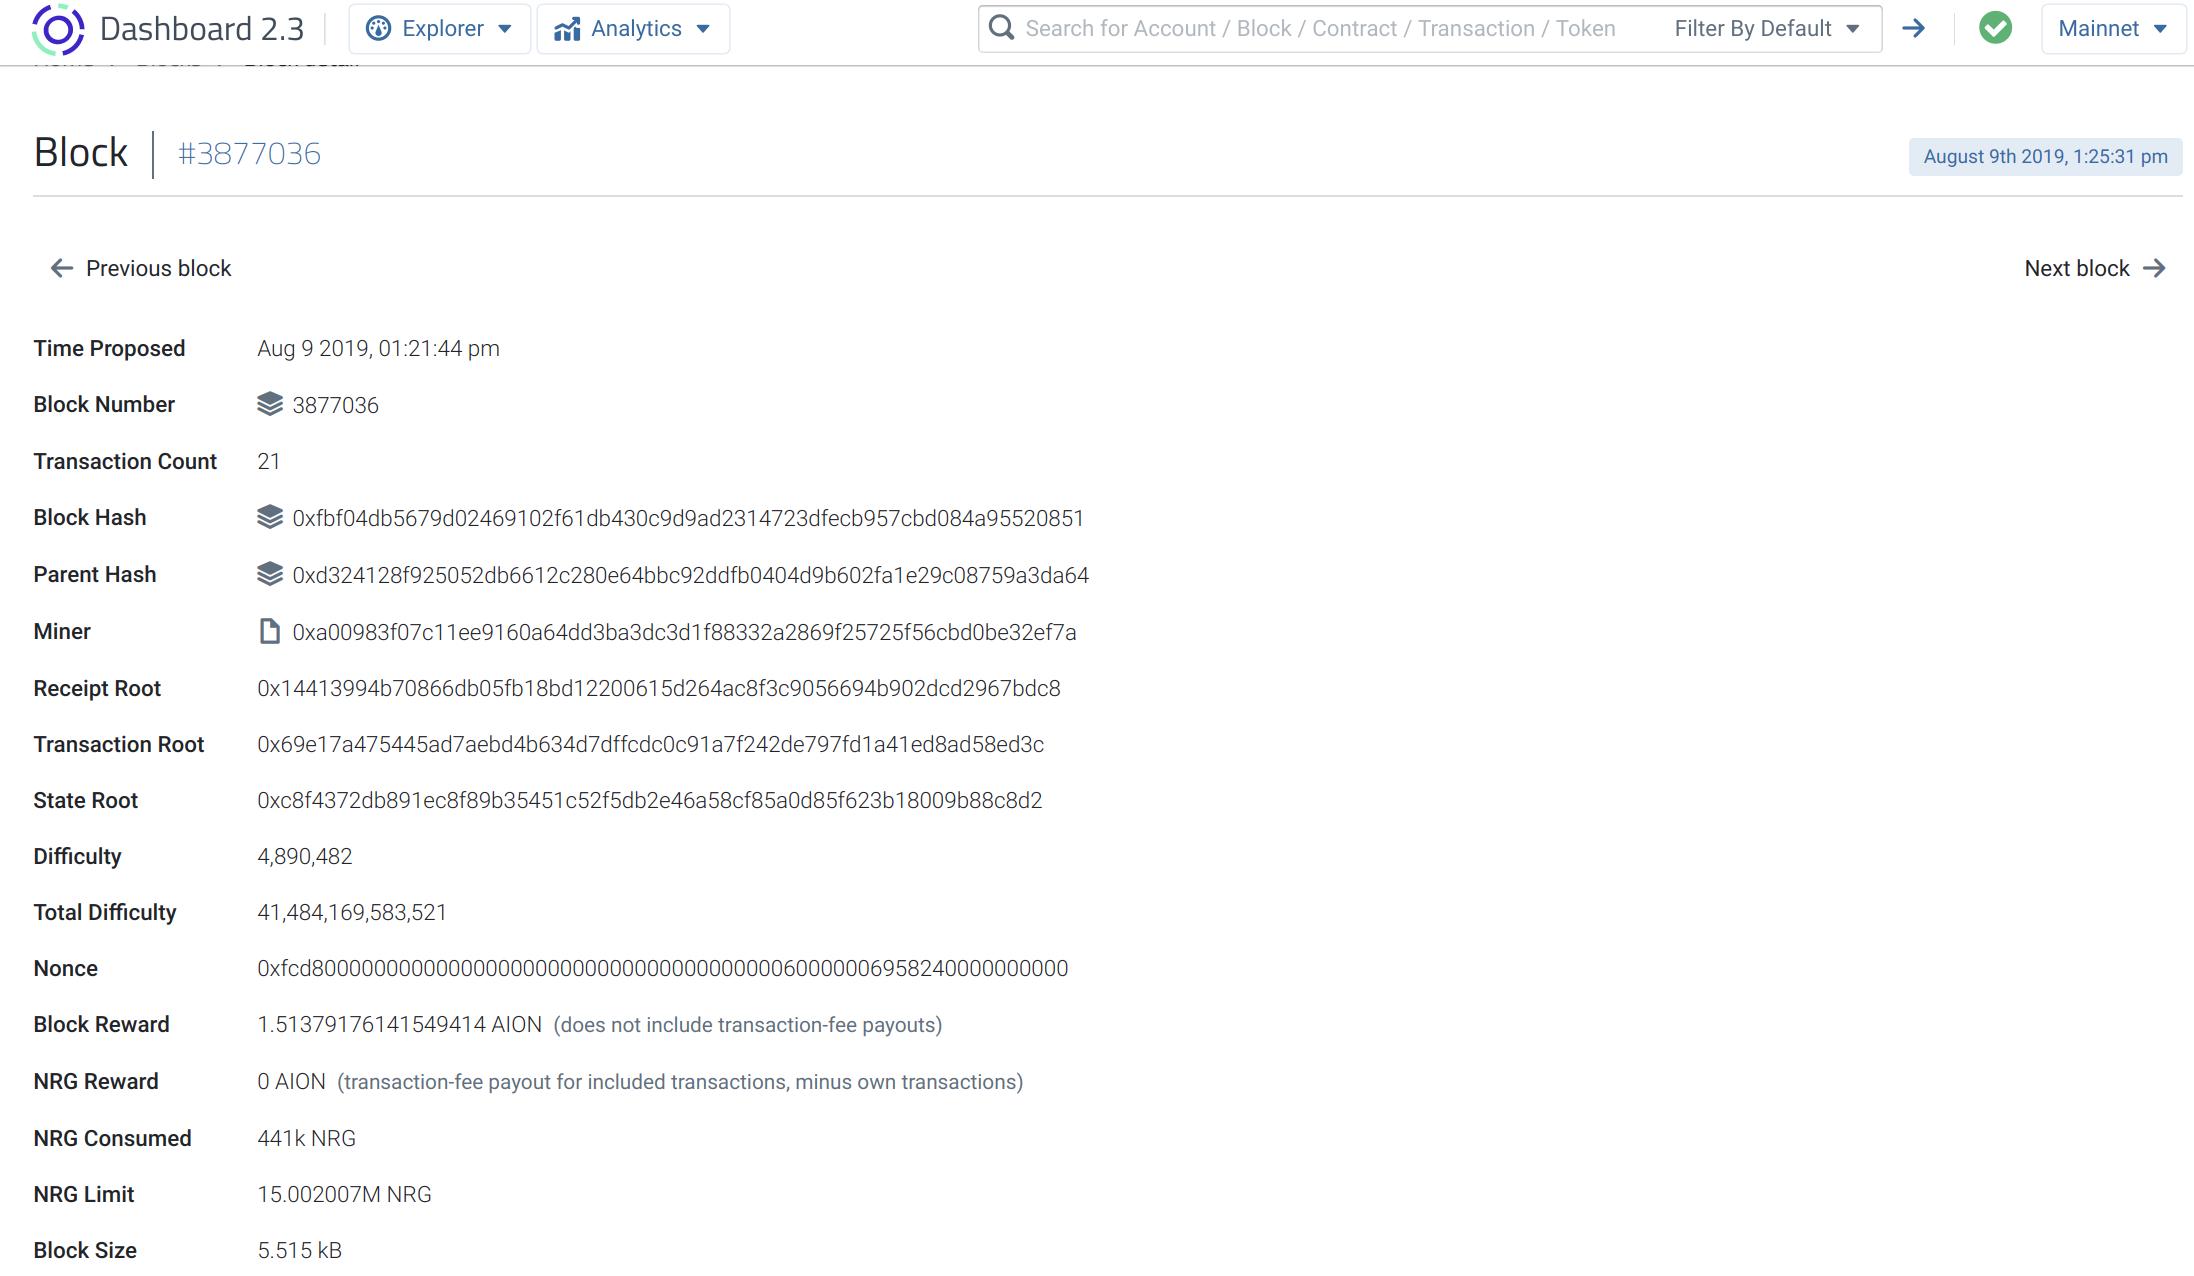 Dashboard 2.3
Explorer
Analytics
Search for Account / Block / Contract / Transaction / Token
Filter By Default
Mainnet
Block #3877036
August 9th 2019, 1:25:31 pm
Previous block
Next block
Time Proposed Aug 9 2019, 01:21:44 pm
Block Number 3877036
Transaction Count 21
Block Hash 0xfbf04db5679d02469102f61db430c9d9ad2314723dfecb957cbd084a95520851
Parent Hash 0xd324128f925052db6612c280e64bbc92ddfb0404d9b602fa1e29c08759a3da64
Miner 0xa00983f07c11ee9160a64dd3ba3dc3d1f88332a2869f25725f56cbd0be32ef7a
Receipt Root 0x14413994b70866db05fb18bd12200615d264ac8f3c9056694b902dcd2967bdc8
Transaction Root 0x69e17a475445ad7aebd4b634d7dffcdc0c91a7f242de797fd1a41ed8ad58ed3c
State Root 0xc8f4372db891ec8f89b35451c52f5db2e46a58cf85a0d85f623b18009b88c8d2
Difficulty 4,890,482
Total Difficulty 41,484,169,583,521
Nonce
Block Reward 1.51379176141549414 AION (does not include transaction-fee payouts)
NRG Reward 0 AION (transaction-fee payout for included transactions, minus own transactions)
NRG Consumed 441k NRG
NRG Limit 15.002007M NRG
Block Size 5.515 kB